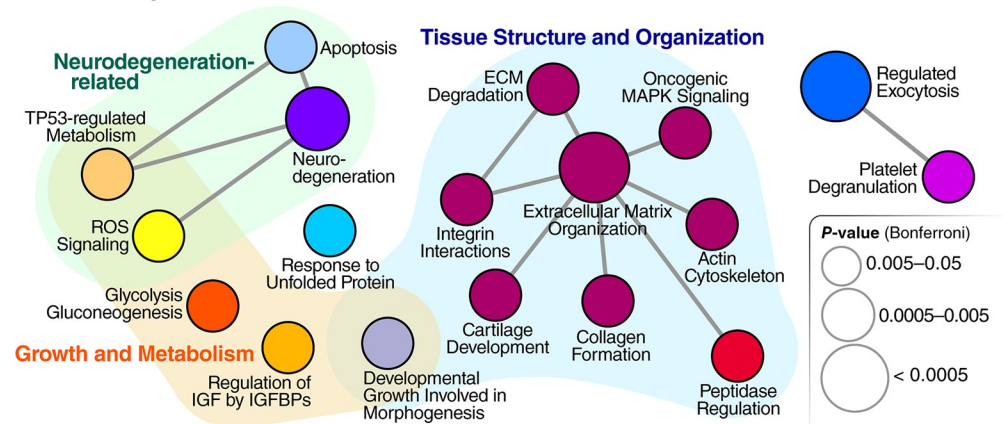 Neurodegeneration-
related
Apoptosis
TP53-regulated
Metabolism
Neuro-
degeneration
ROS
Signaling
Response to
Unfolded Protein
Glycolysis
Gluconeogenesis
Growth and Metabolism
Regulation of
IGF by IGFBPs
Developmental
Growth Involved in
Morphogenesis
Tissue Structure and Organization
ECM
Degradation
Oncogenic
MAPK Signaling
Extracellular Matrix
Organization
Integrin
Interactions
Actin
Cytoskeleton
Cartilage
Development
Collagen
Formation
Peptidase
Regulation
Regulated
Exocytosis
Platelet
Degranulation
P-value (Bonferroni)
0.005–0.05
0.0005–0.005
< 0.0005